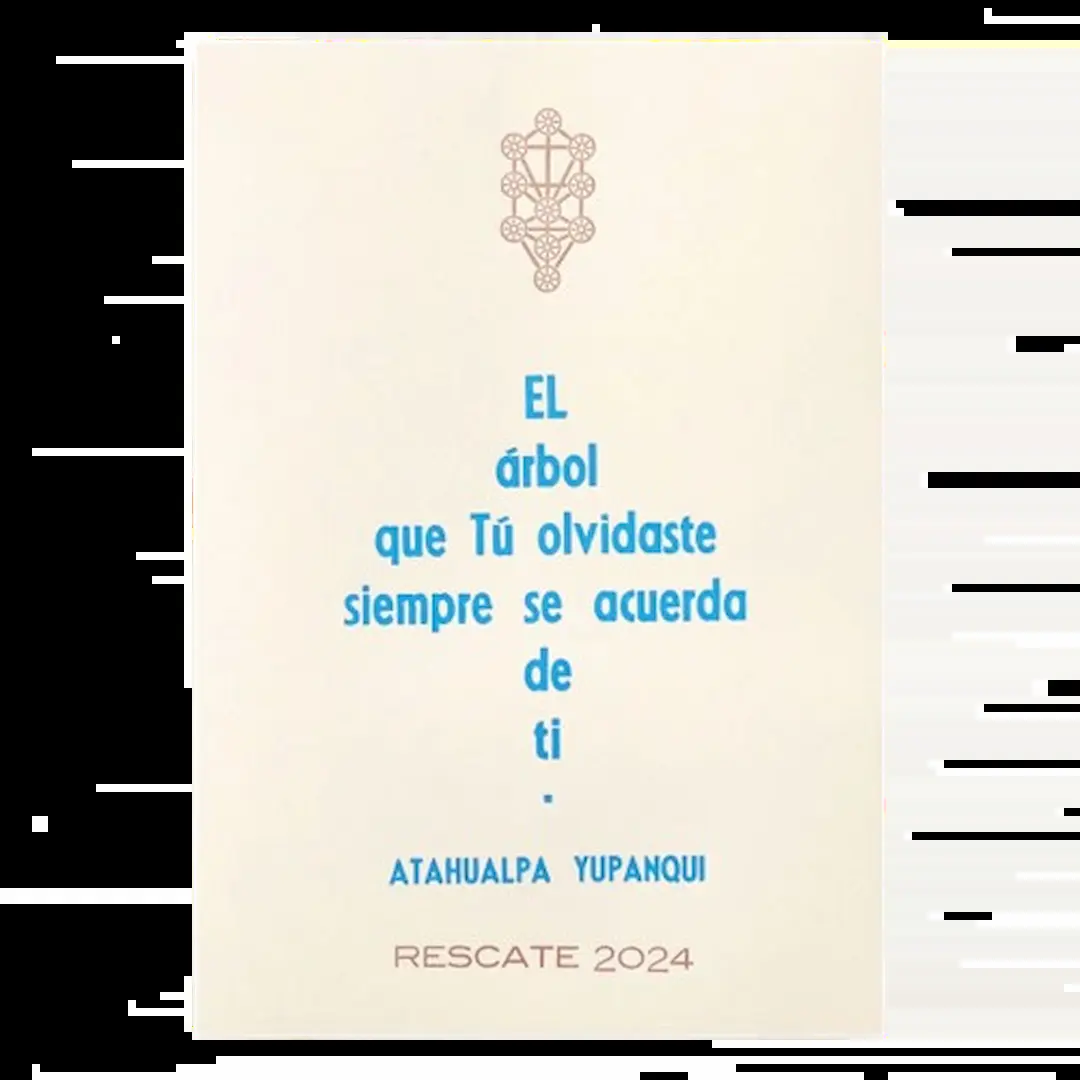 EL
árbol
que Tú olvidaste
siempre se acuerda
de
ti
.
ATAHUALPA YUPANQUI
RESCATE 2024